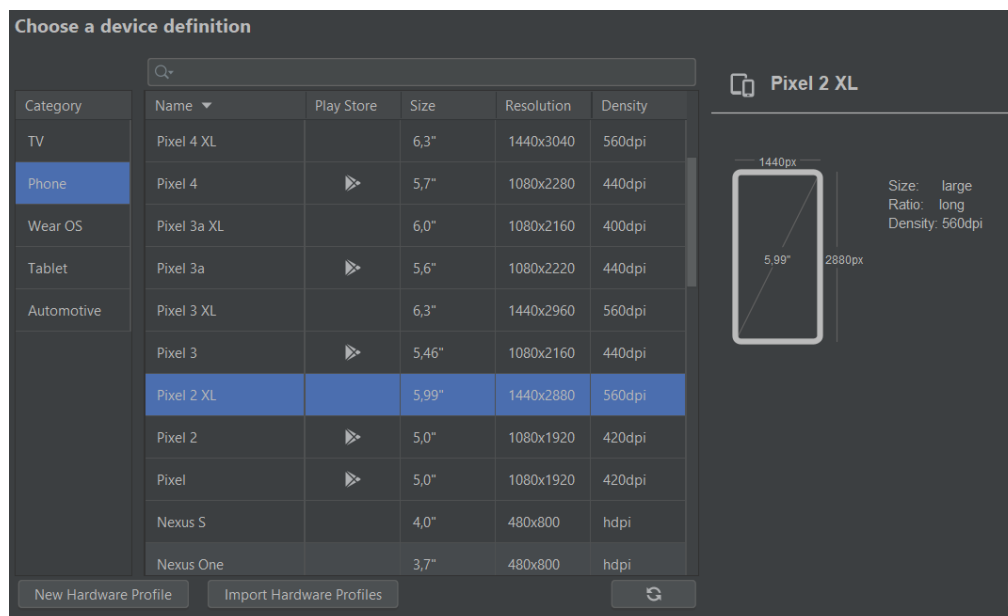 Choose a device definition
Category
TV
Phone
Wear OS
Tablet
Automotive
Name Play Store Size Resolution Density
Pixel 4 XL 6,3" 1440x3040 560dpi
Pixel 4 5,7" 1080x2280 440dpi
Pixel 3a XL 6,0" 1080x2160 400dpi
Pixel 3a 5,6" 1080x2220 440dpi
Pixel 3 XL 6,3" 1440x2960 560dpi
Pixel 3 5,46" 1080x2160 440dpi
Pixel 2 XL 5,99" 1440x2880 560dpi
Pixel 2 5,0" 1080x1920 420dpi
Pixel 5,0" 1080x1920 420dpi
Nexus S 4,0" 480x800 hdpi
Nexus One 3,7" 480x800 hdpi
Pixel 2 XL
1440px
5,99"
2880px
Size: large
Ratio: long
Density: 560dpi
New Hardware Profile
Import Hardware Profiles